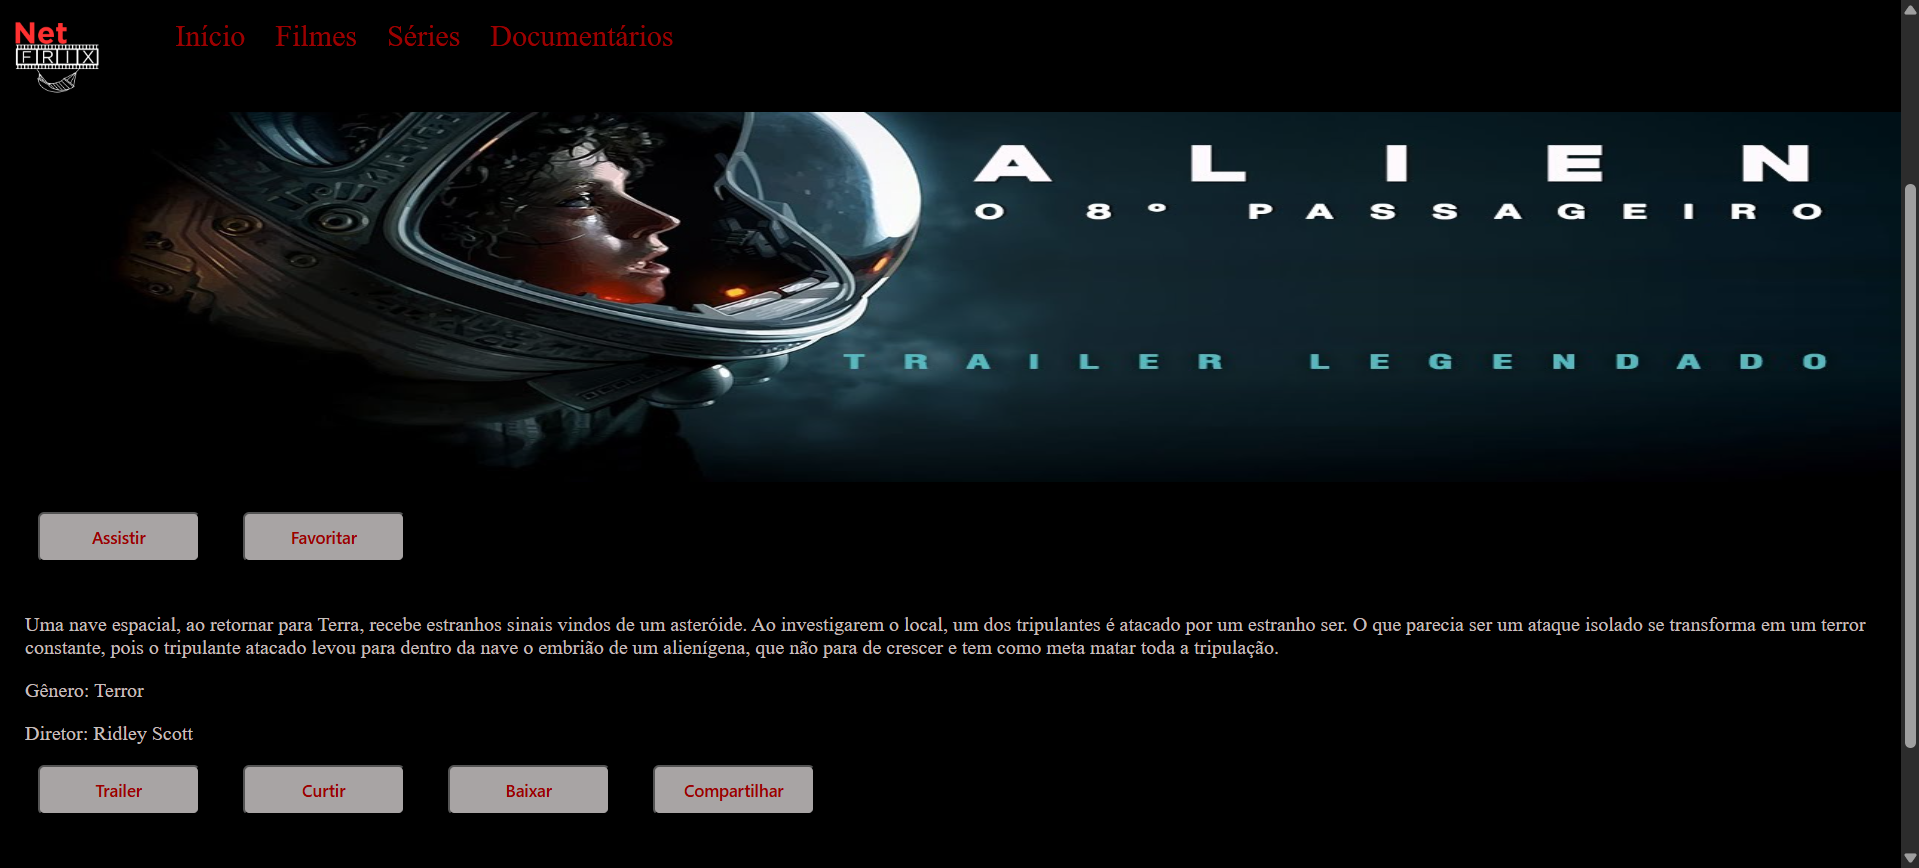 Net
FRIIX
Início Filmes Séries Documentários
ALIEN
O 8º PASSAGEIRO
TRAILER LEGENDADO
Assistir Favoritar
Uma nave espacial, ao retornar para Terra, recebe estranhos sinais vindos de um asteróide. Ao investigarem o local, um dos tripulantes é atacado por um estranho ser. O que parecia ser um ataque isolado se transforma em um terror
constante, pois o tripulante atacado levou para dentro da nave o embrião de um alienígena, que não para de crescer e tem como meta matar toda a tripulação.
Gênero: Terror
Diretor: Ridley Scott
Trailer Curtir Baixar Compartilhar